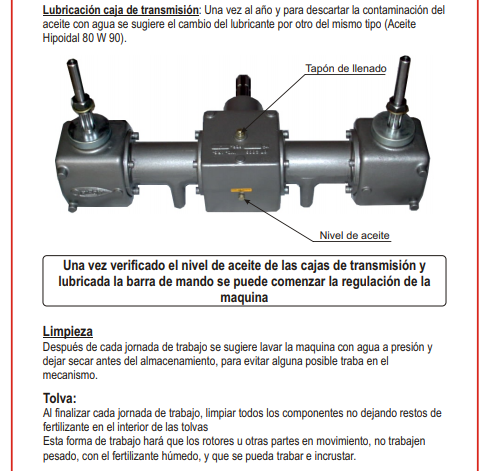 Lubricación caja de transmisión: Una vez al año y para descartar la contaminación del
aceite con agua se sugiere el cambio del lubricante por otro del mismo tipo (Aceite
Hipoidal 80 W 90).
Tapón de llenado
Nivel de aceite
Una vez verificado el nivel de aceite de las cajas de transmisión y
lubricada la barra de mando se puede comenzar la regulación de la
maquina
Limpieza
Después de cada jornada de trabajo se sugiere lavar la maquina con agua a presión y
dejar secar antes del almacenamiento, para evitar alguna posible traba en el
mecanismo.
Tolva:
Al finalizar cada jornada de trabajo, limpiar todos los componentes no dejando restos de
fertilizante en el interior de las tolvas
Esta forma de trabajo hará que los rotores u otras partes en movimiento, no trabajen
pesado, con el fertilizante húmedo, y que se pueda trabar e incrustar.